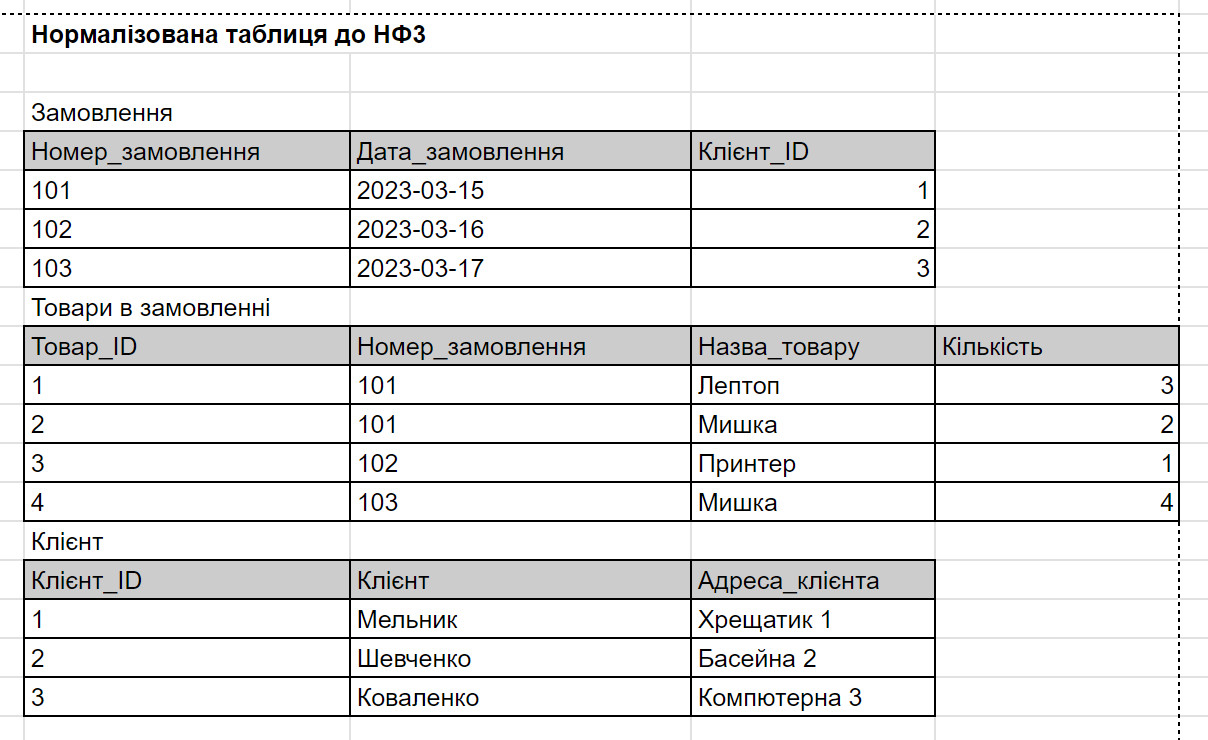 Нормалізована таблиця до НФ3
Замовлення
Номер_замовлення Дата_замовлення Клієнт_ID
101 2023-03-15 1
102 2023-03-16 2
103 2023-03-17 3
Товари в замовленні
Товар_ID Номер_замовлення Назва_товару Кількість
1 101 Лептоп 3
2 101 Мишка 2
3 102 Принтер 1
4 103 Мишка 4
Клієнт
Клієнт_ID Клієнт Адреса_клієнта
1 Мельник Хрещатик 1
2 Шевченко Басейна 2
3 Коваленко Компютерна 3